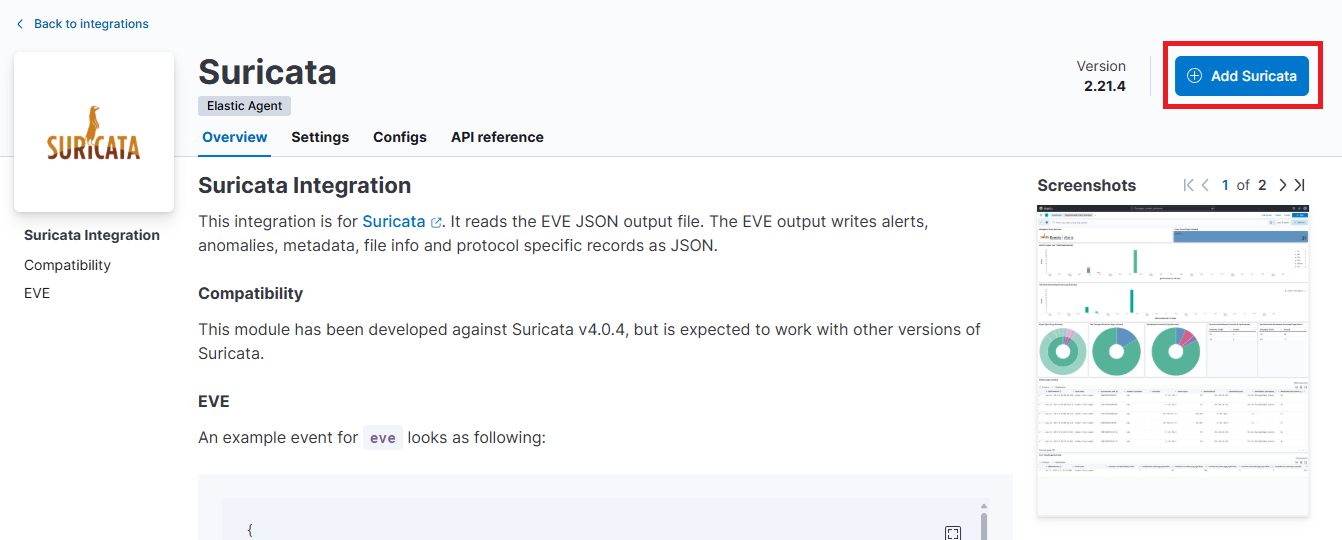 Back to integrations
SURICATA
Suricata
Elastic Agent
Version
2.21.4
Add Suricata
Overview Settings Configs API reference
Suricata Integration
Compatibility
EVE
Suricata Integration
This integration is for Suricata. It reads the EVE JSON output file. The EVE output writes alerts,
anomalies, metadata, file info and protocol specific records as JSON.
Compatibility
This module has been developed against Suricata v4.0.4, but is expected to work with other versions of
Suricata.
EVE
An example event for eve looks as following:
{
Screenshots 1 of 2